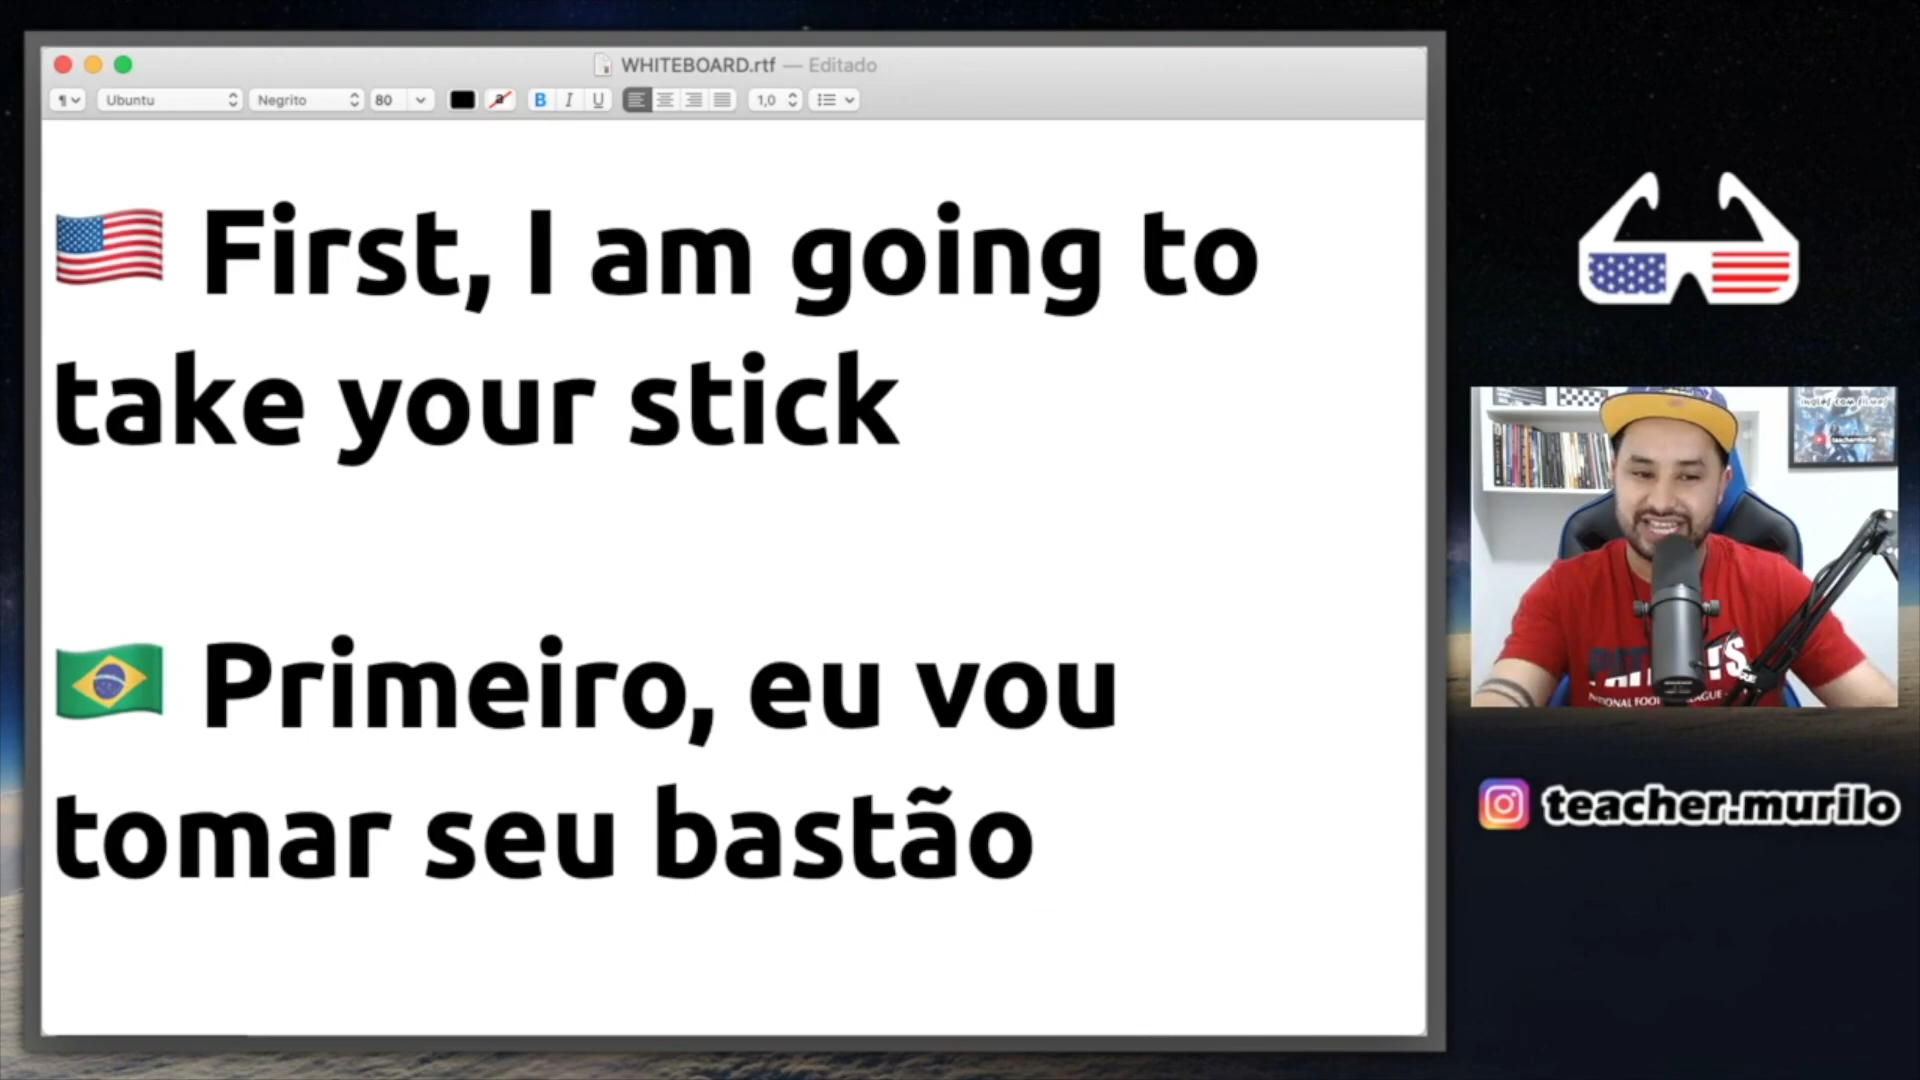 WHITEBOARD.rtf — Editado
¶ Ubuntu Negrito 80 a B I U 1,0
First, I am going to
take your stick
Primeiro, eu vou
tomar seu bastão
teachermurilo
teacher.murilo